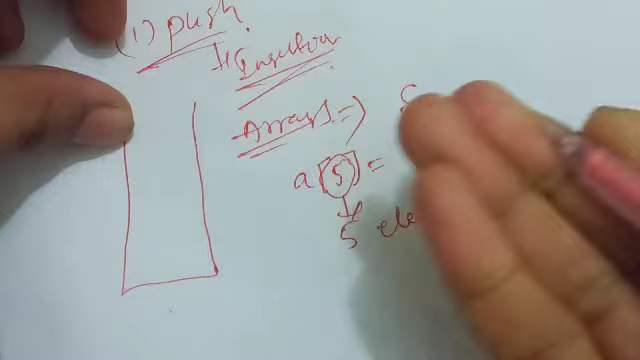 (1) push
Insertion
Arrays =>
a[5] =
5 ele